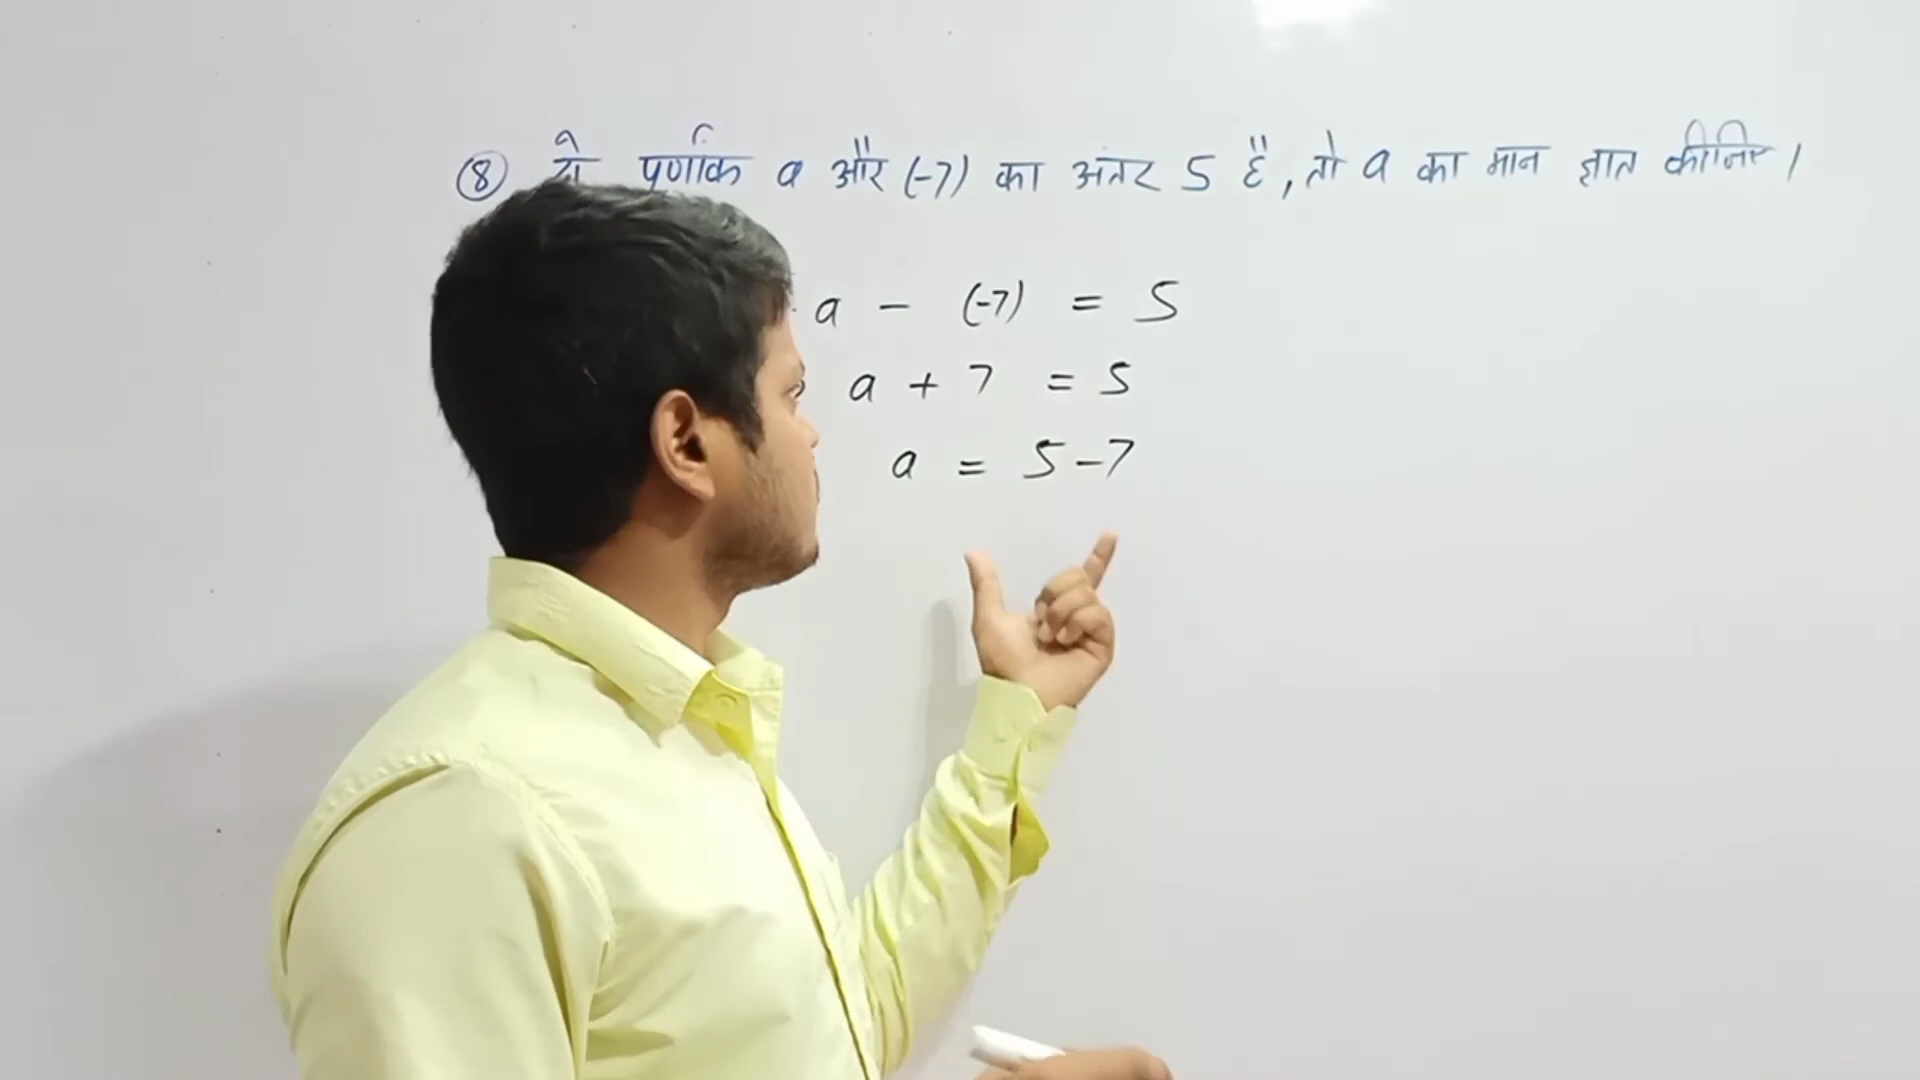 ⑧ दो पूर्णांक a और (-7) का अंतर 5 है, तो a का मान ज्ञात कीजिए।
a - (-7) = 5
a + 7 = 5
a = 5-7